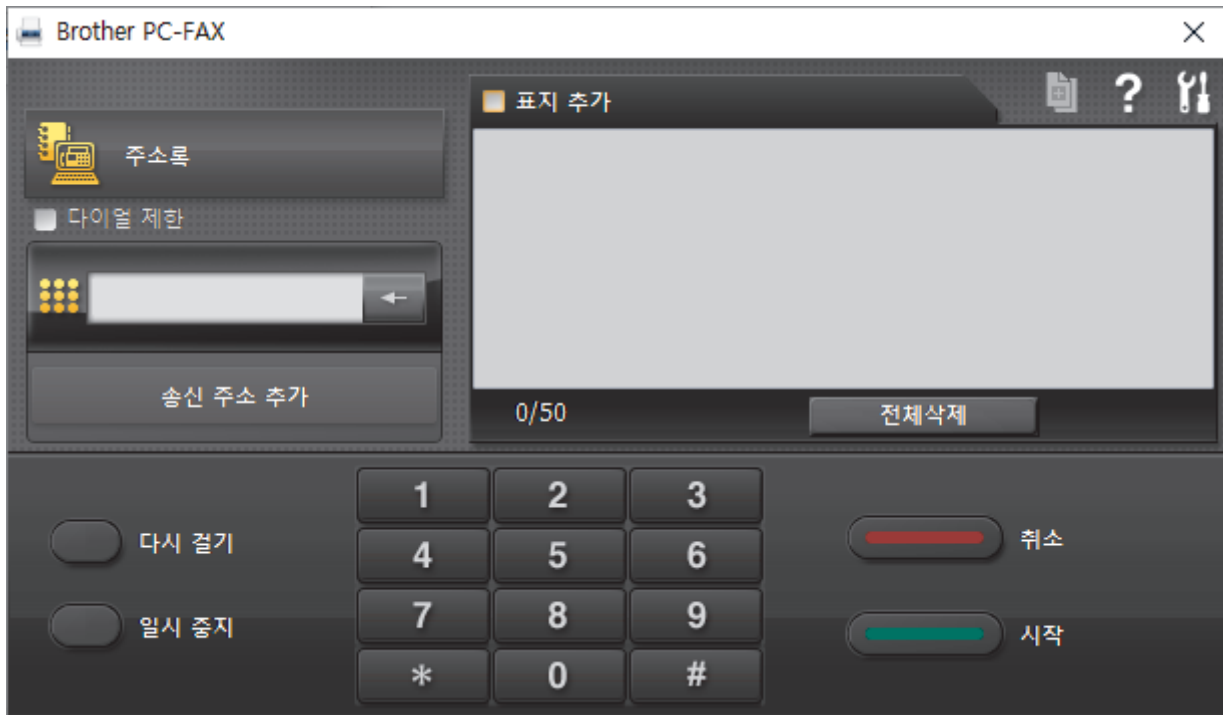 Brother PC-FAX
표지 추가
?
주소록
다이얼 제한
송신 주소 추가
0/50
전체삭제
1 2 3
다시 걸기
4 5 6
취소
7 8 9
일시 중지
시작
* 0 #